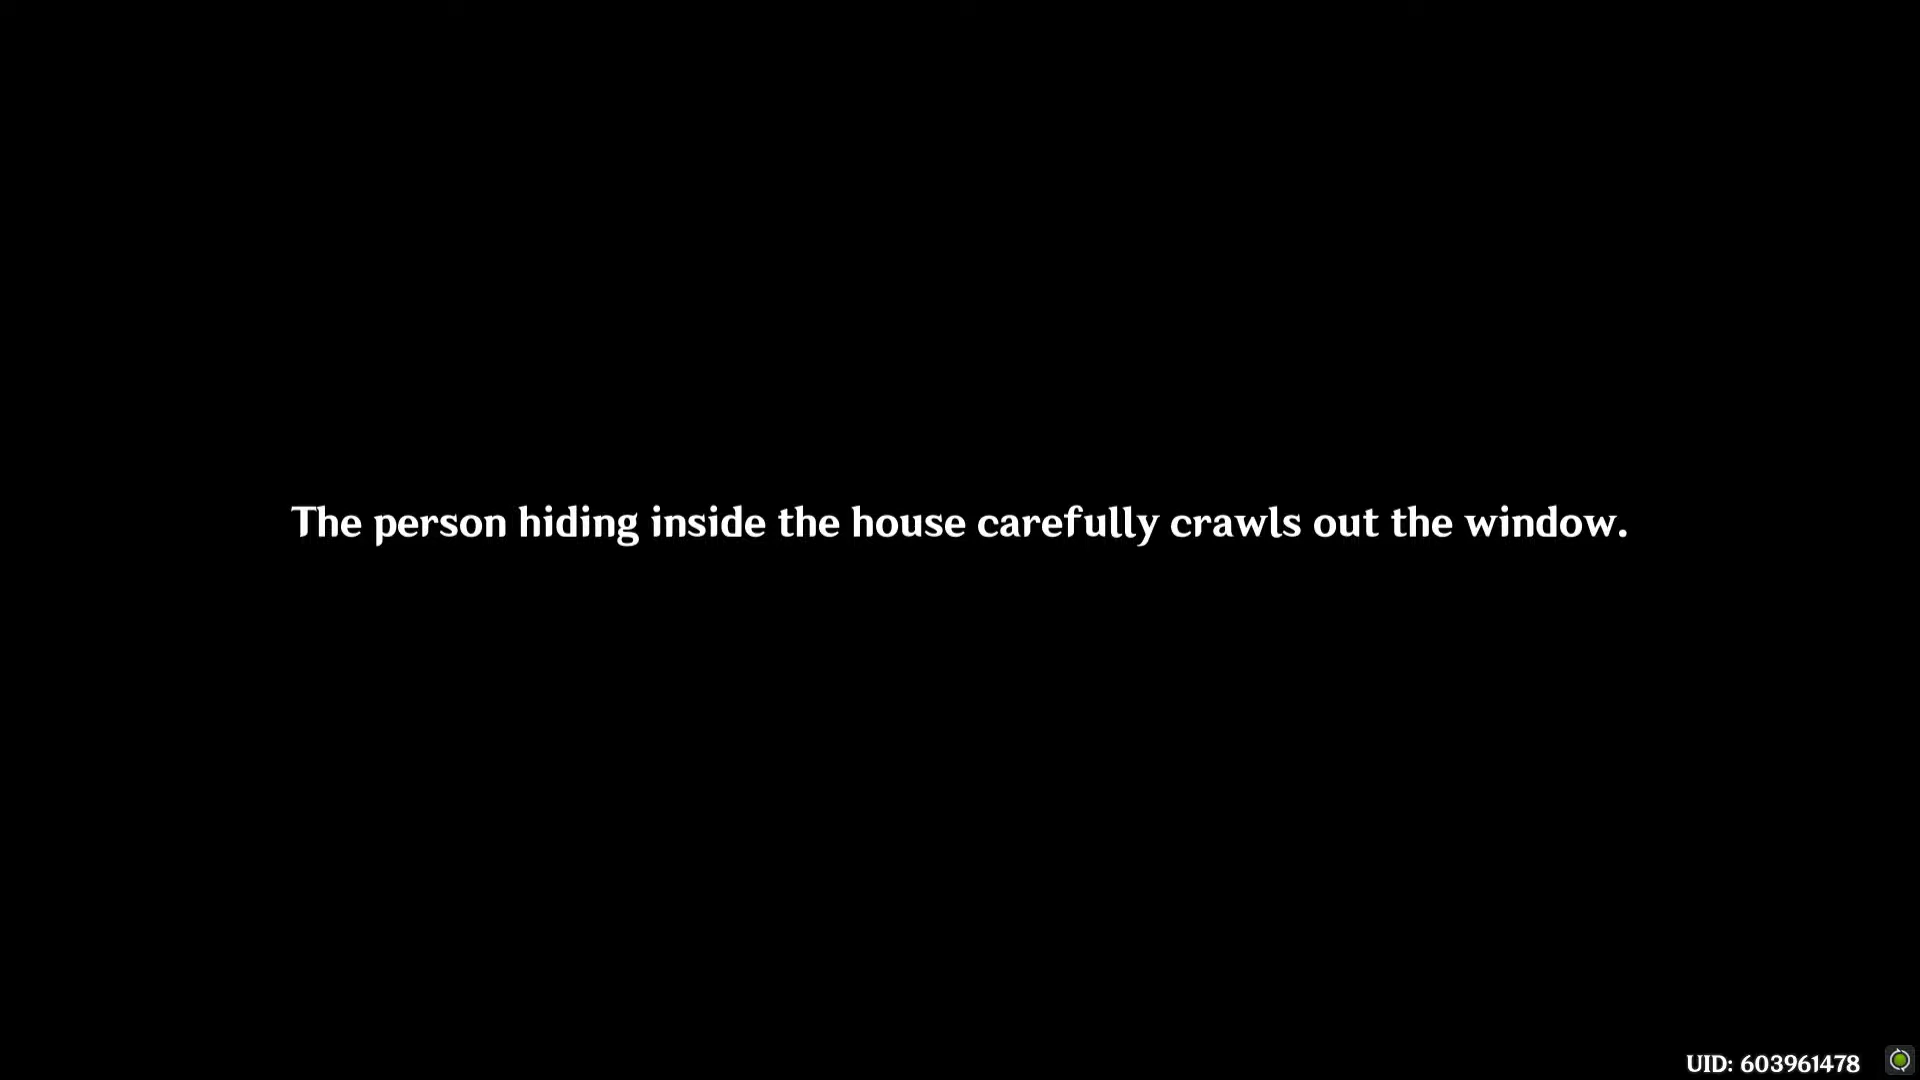 The person hiding inside the house carefully crawls out the window.
UID: 603961478